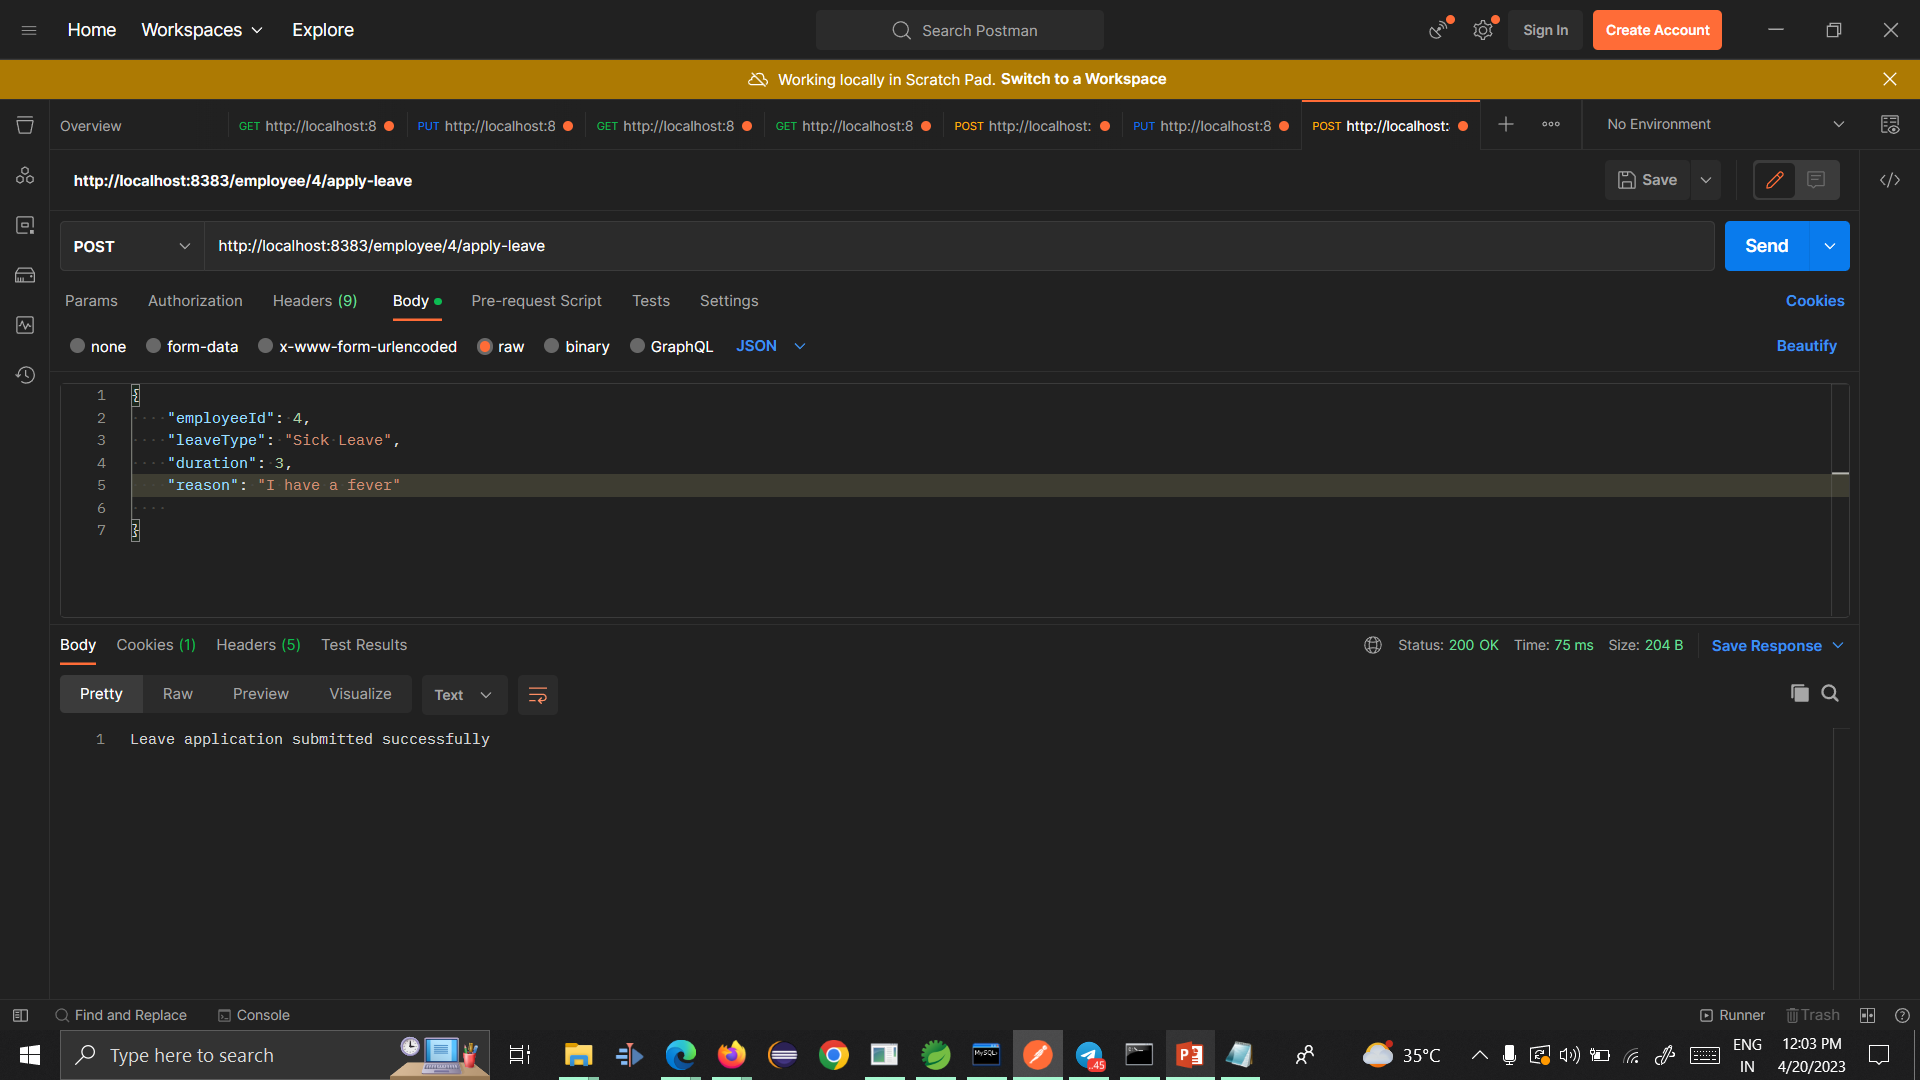 Home Workspaces Explore Search Postman Sign In Create Account
Working locally in Scratch Pad. Switch to a Workspace
Overview GET http://localhost:8 PUT http://localhost:8 GET http://localhost:8 GET http://localhost:8 POST http://localhost: PUT http://localhost:8 POST http://localhost: No Environment
http://localhost:8383/employee/4/apply-leave Save
POST http://localhost:8383/employee/4/apply-leave Send
Params Authorization Headers (9) Body Pre-request Script Tests Settings Cookies
none form-data x-www-form-urlencoded raw binary GraphQL JSON Beautify
1 {
2 "employeeId": 4,
3 "leaveType": "Sick Leave",
4 "duration": 3,
5 "reason": "I have a fever"
6
7 }
Body Cookies (1) Headers (5) Test Results Status: 200 OK Time: 75 ms Size: 204 B Save Response
Pretty Raw Preview Visualize Text
1 Leave application submitted successfully
Find and Replace Console Runner Trash
Type here to search MySQL .45 35°C ENG IN 12:03 PM 4/20/2023